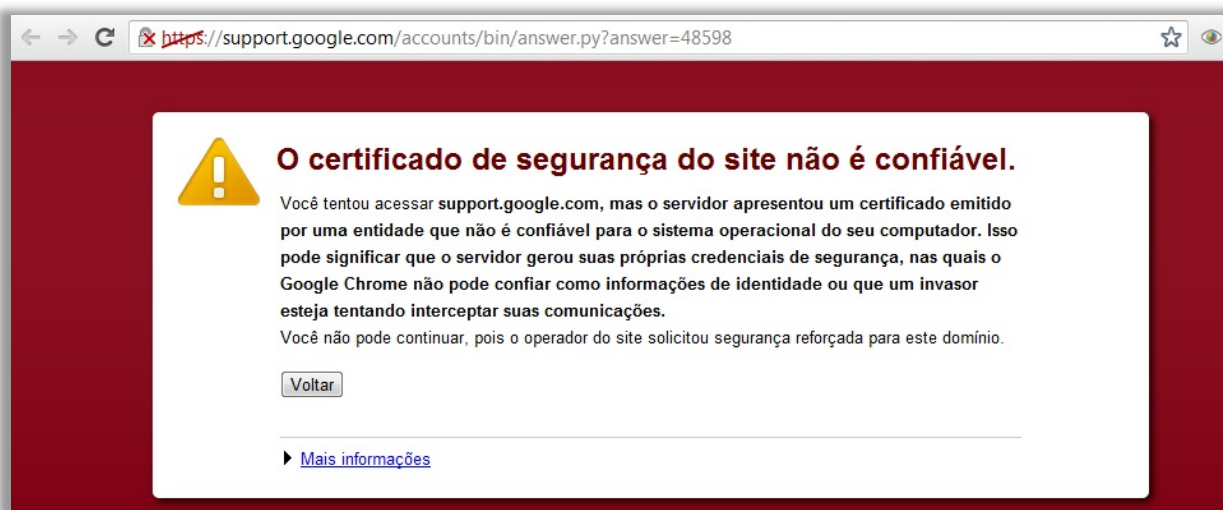 https://support.google.com/accounts/bin/answer.py?answer=48598
O certificado de segurança do site não é confiável.
Você tentou acessar support.google.com, mas o servidor apresentou um certificado emitido
por uma entidade que não é confiável para o sistema operacional do seu computador. Isso
pode significar que o servidor gerou suas próprias credenciais de segurança, nas quais o
Google Chrome não pode confiar como informações de identidade ou que um invasor
esteja tentando interceptar suas comunicações.
Você não pode continuar, pois o operador do site solicitou segurança reforçada para este domínio.
Voltar
Mais informações